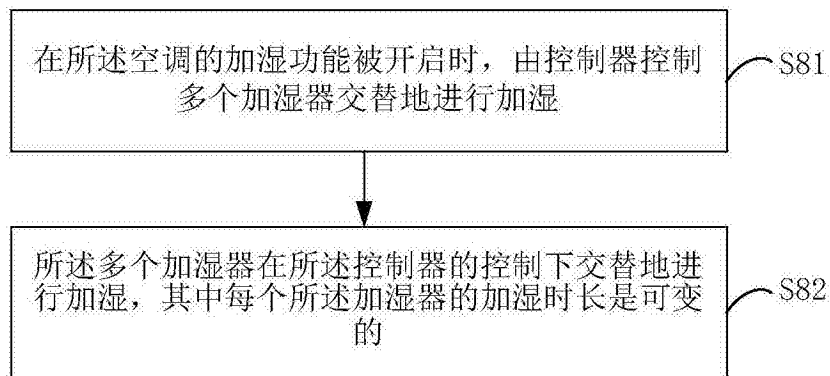 在所述空调的加湿功能被开启时，由控制器控制
多个加湿器交替地进行加湿
S81
所述多个加湿器在所述控制器的控制下交替地进
行加湿，其中每个所述加湿器的加湿时长是可变
的
S82